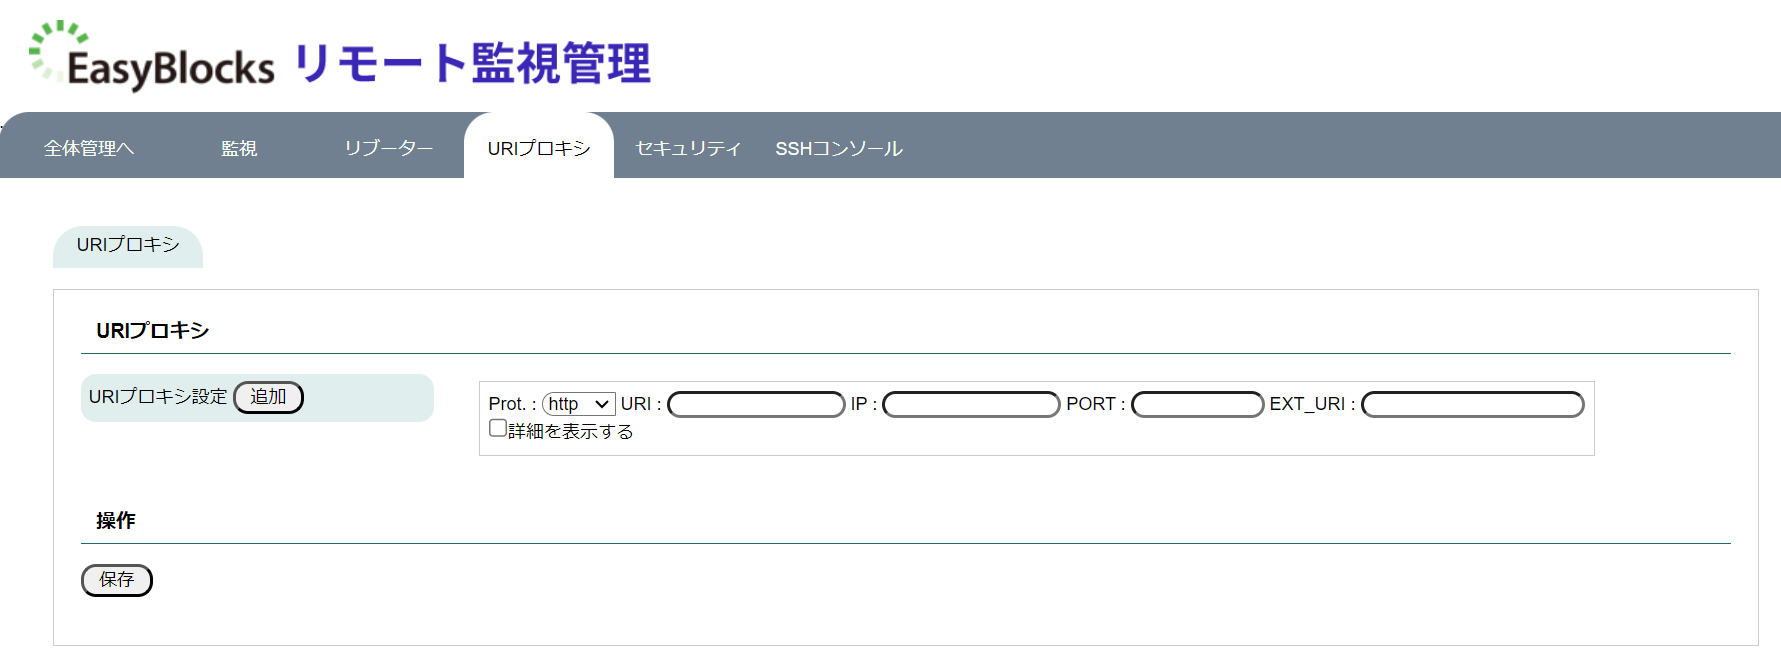 EasyBlocks リモート監視管理
全体管理へ 監視 リブーター URIプロキシ セキュリティ SSHコンソール
URIプロキシ
URIプロキシ
URIプロキシ設定 追加 Prot. : http URI : IP : PORT : EXT_URI :
詳細を表示する
操作
保存